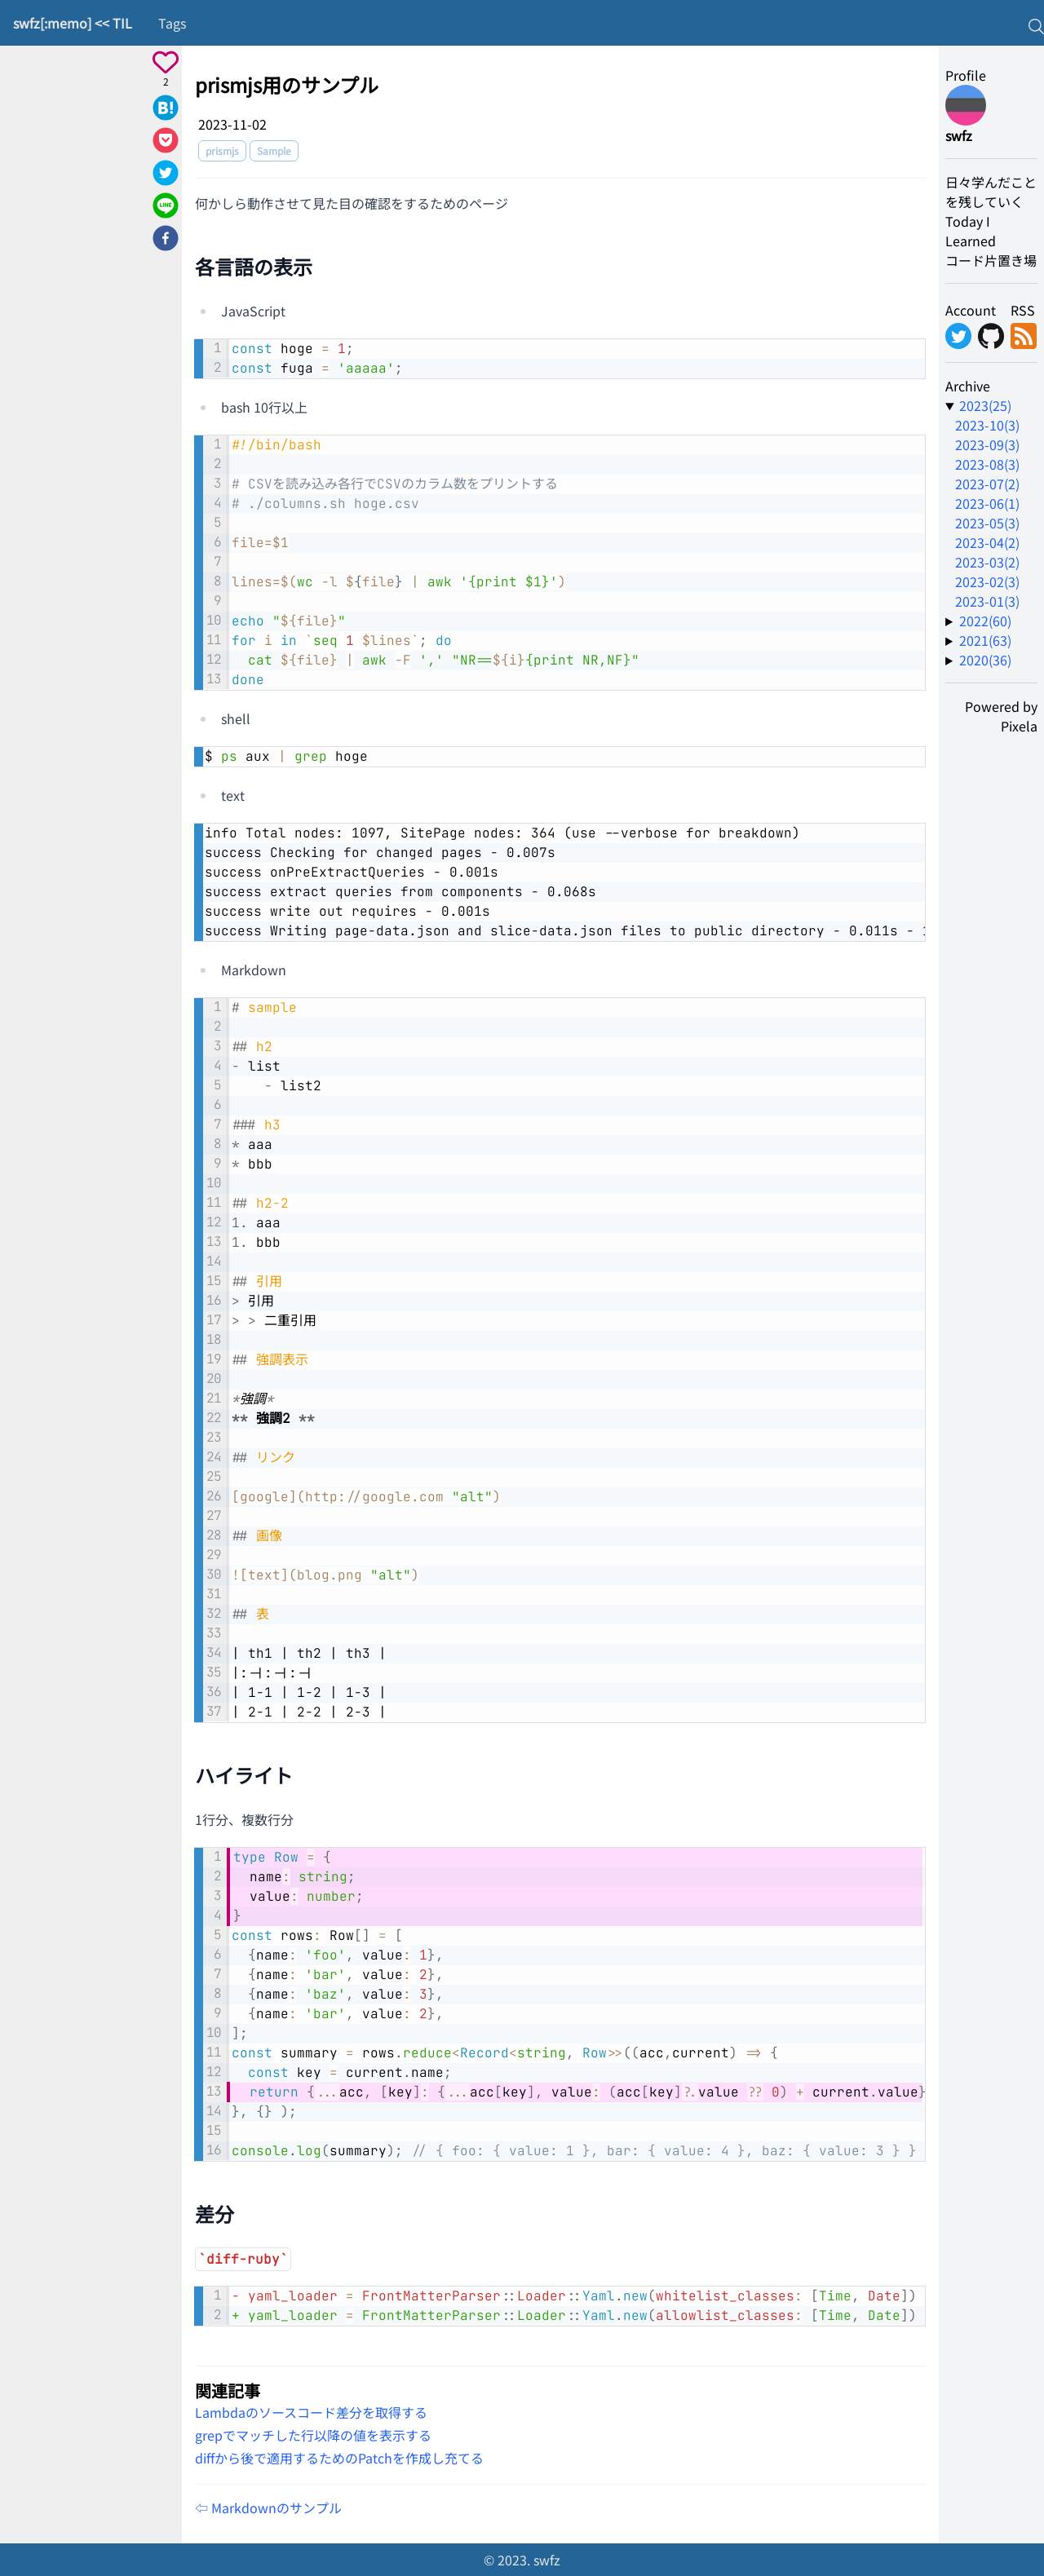 swfz[:memo] << TIL Tags
2
prismjs用のサンプル
2023-11-02
prismjs Sample
何かしら動作させて見た目の確認をするためのページ
各言語の表示
JavaScript
1 const hoge = 1;
2 const fuga = 'aaaaa';
bash 10行以上
1 #!/bin/bash
2
3 # CSVを読み込み各行でCSVのカラム数をプリントする
4 # ./columns.sh hoge.csv
5
6 file=$1
7
8 lines=$(wc -l ${file} | awk '{print $1}')
9
10 echo "${file}"
11 for i in `seq 1 $lines`; do
12   cat ${file} | awk -F ',' "NR==${i}{print NR,NF}"
13 done
shell
$ ps aux | grep hoge
text
info Total nodes: 1097, SitePage nodes: 364 (use --verbose for breakdown)
success Checking for changed pages - 0.007s
success onPreExtractQueries - 0.001s
success extract queries from components - 0.068s
success write out requires - 0.001s
success Writing page-data.json and slice-data.json files to public directory - 0.011s - 
Markdown
1 # sample
2
3 ## h2
4 - list
5     - list2
6
7 ### h3
8 * aaa
9 * bbb
10
11 ## h2-2
12 1. aaa
13 1. bbb
14
15 ## 引用
16 > 引用
17 > > 二重引用
18
19 ## 強調表示
20
21 *強調*
22 ** 強調2 **
23
24 ## リンク
25
26 [google](http://google.com "alt")
27
28 ## 画像
29
30 ![text](blog.png "alt")
31
32 ## 表
33
34 | th1 | th2 | th3 |
35 |:-|:-|:-|
36 | 1-1 | 1-2 | 1-3 |
37 | 2-1 | 2-2 | 2-3 |
ハイライト
1行分、複数行分
1 type Row = {
2   name: string;
3   value: number;
4 }
5 const rows: Row[] = [
6   {name: 'foo', value: 1},
7   {name: 'bar', value: 2},
8   {name: 'baz', value: 3},
9   {name: 'bar', value: 2},
10 ];
11 const summary = rows.reduce<Record<string, Row>>((acc,current) => {
12   const key = current.name;
13   return {...acc, [key]: {...acc[key], value: (acc[key]?.value ?? 0) + current.value}
14 }, {} );
15
16 console.log(summary); // { foo: { value: 1 }, bar: { value: 4 }, baz: { value: 3 } }
差分
`diff-ruby`
1 - yaml_loader = FrontMatterParser::Loader::Yaml.new(whitelist_classes: [Time, Date])
2 + yaml_loader = FrontMatterParser::Loader::Yaml.new(allowlist_classes: [Time, Date])
関連記事
Lambdaのソースコード差分を取得する
grepでマッチした行以降の値を表示する
diffから後で適用するためのPatchを作成し充てる
⇦ Markdownのサンプル
Profile
swfz
日々学んだこと
を残していく
Today I
Learned
コード片置き場
Account RSS
Archive
▼ 2023(25)
2023-10(3)
2023-09(3)
2023-08(3)
2023-07(2)
2023-06(1)
2023-05(3)
2023-04(2)
2023-03(2)
2023-02(3)
2023-01(3)
▶ 2022(60)
▶ 2021(63)
▶ 2020(36)
Powered by
Pixela
© 2023. swfz